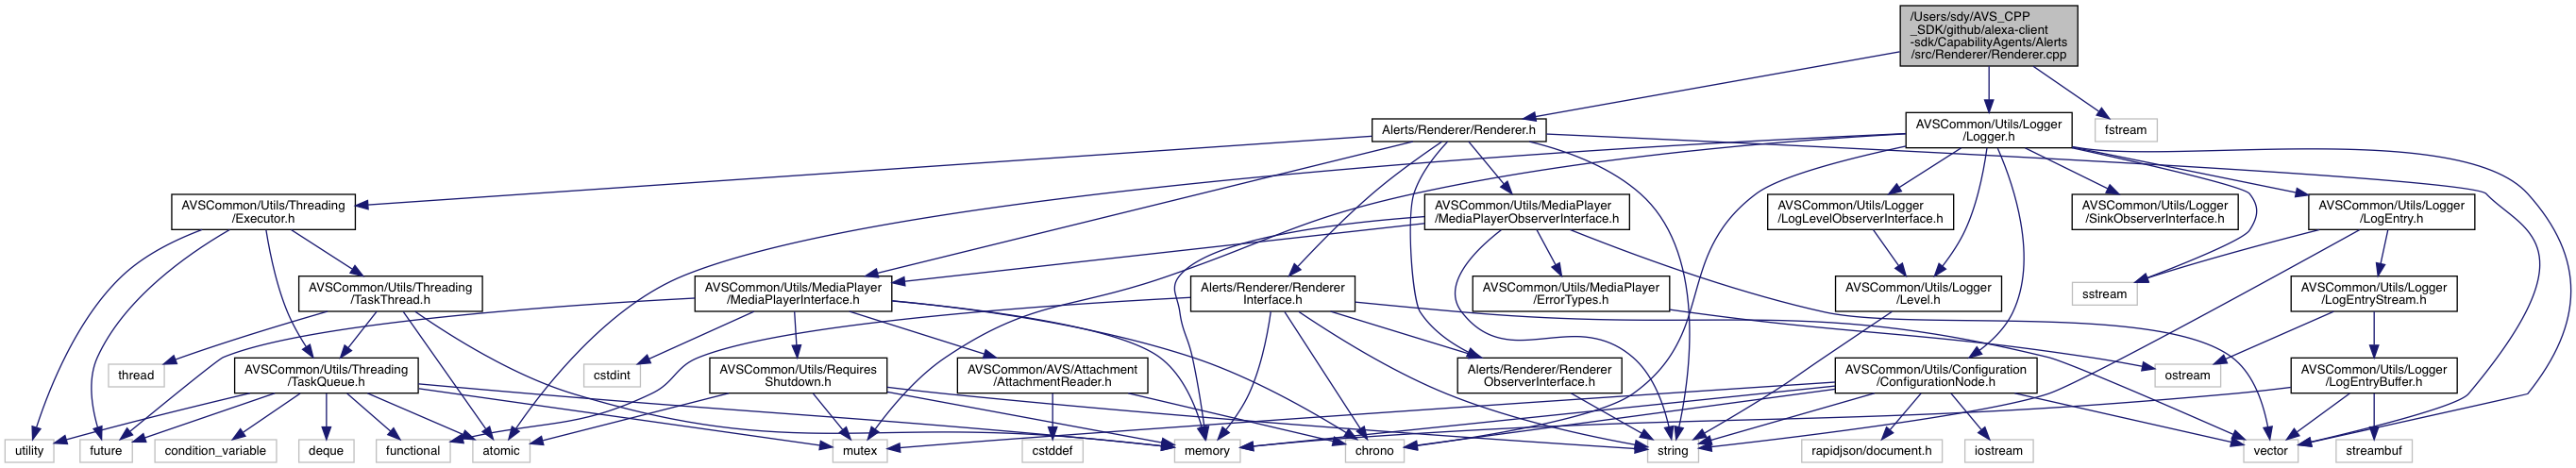 /Users/sdy/AVS_CPP
_SDK/github/alexa-client
-sdk/CapabilityAgents/Alerts
/src/Renderer/Renderer.cpp
Alerts/Renderer/Renderer.h
AVSCommon/Utils/Logger
/Logger.h
fstream
AVSCommon/Utils/Threading
/Executor.h
AVSCommon/Utils/MediaPlayer
/MediaPlayerObserverInterface.h
AVSCommon/Utils/Logger
/LogLevelObserverInterface.h
AVSCommon/Utils/Logger
/SinkObserverInterface.h
AVSCommon/Utils/Logger
/LogEntry.h
AVSCommon/Utils/Threading
/TaskThread.h
AVSCommon/Utils/MediaPlayer
/MediaPlayerInterface.h
Alerts/Renderer/Renderer
Interface.h
AVSCommon/Utils/MediaPlayer
/ErrorTypes.h
AVSCommon/Utils/Logger
/Level.h
sstream
AVSCommon/Utils/Logger
/LogEntryStream.h
thread
AVSCommon/Utils/Threading
/TaskQueue.h
cstdint
AVSCommon/Utils/Requires
Shutdown.h
AVSCommon/AVS/Attachment
/AttachmentReader.h
Alerts/Renderer/Renderer
ObserverInterface.h
AVSCommon/Utils/Configuration
/ConfigurationNode.h
ostream
AVSCommon/Utils/Logger
/LogEntryBuffer.h
utility
future
condition_variable
deque
functional
atomic
mutex
cstddef
memory
chrono
string
rapidjson/document.h
iostream
vector
streambuf